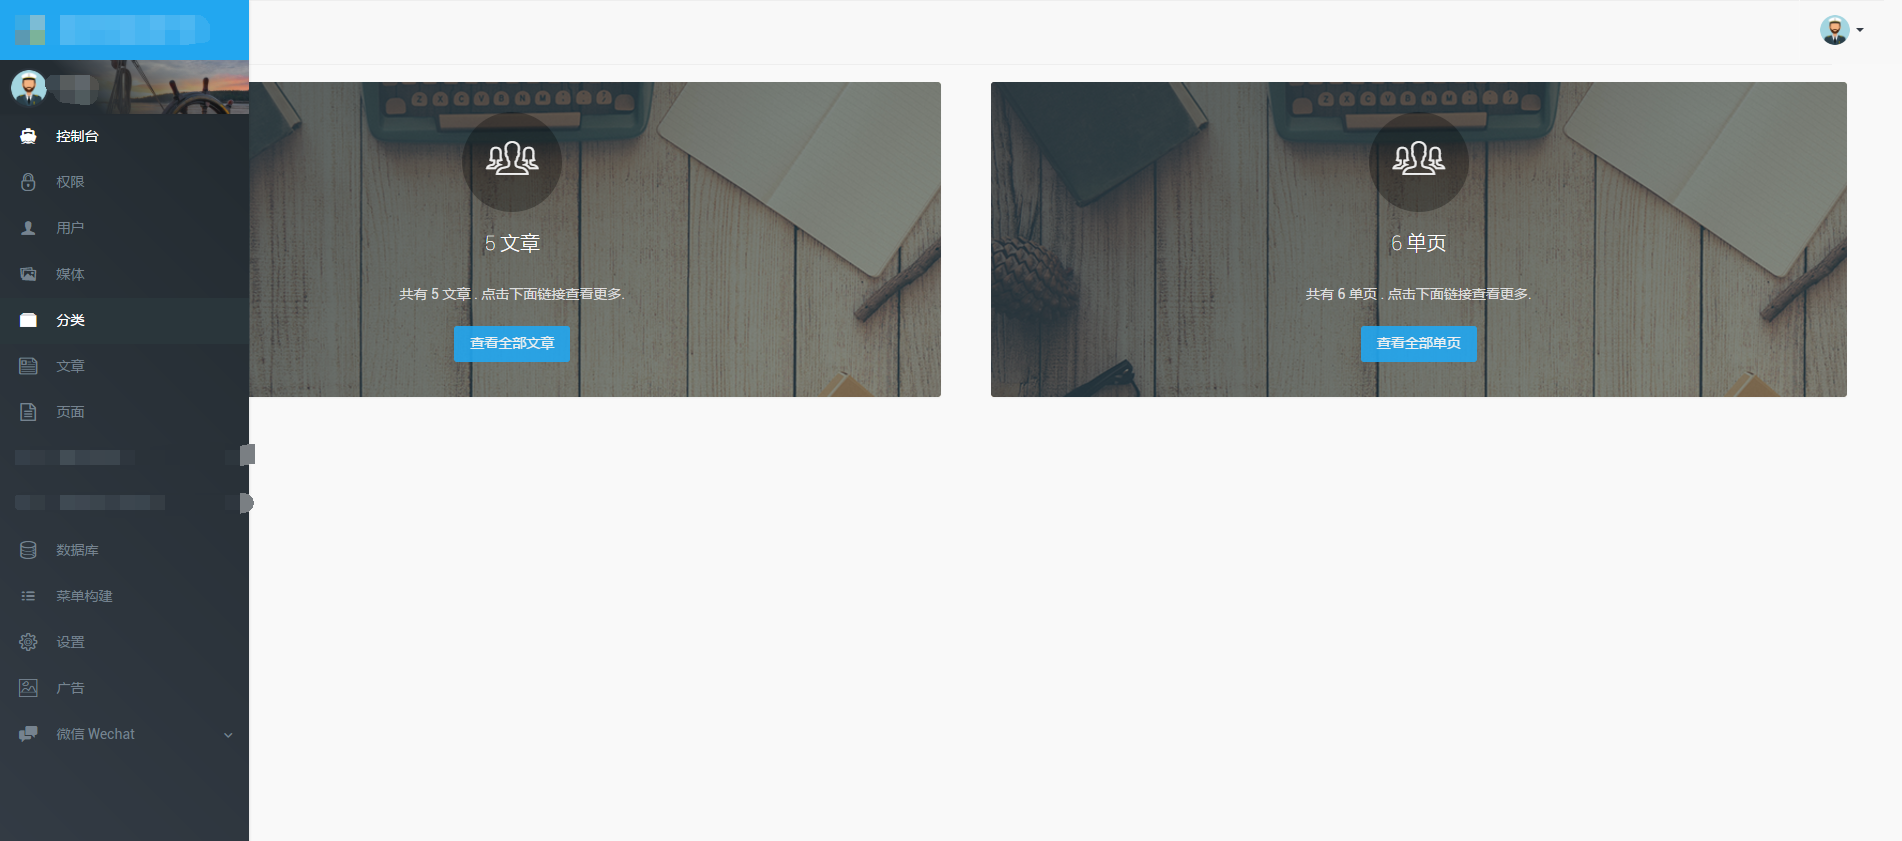 控制台
权限
用户
媒体
分类
文章
页面
数据库
菜单构建
设置
广告
微信 Wechat
5 文章
共有 5 文章 . 点击下面链接查看更多.
查看全部文章
6 单页
共有 6 单页 . 点击下面链接查看更多.
查看全部单页